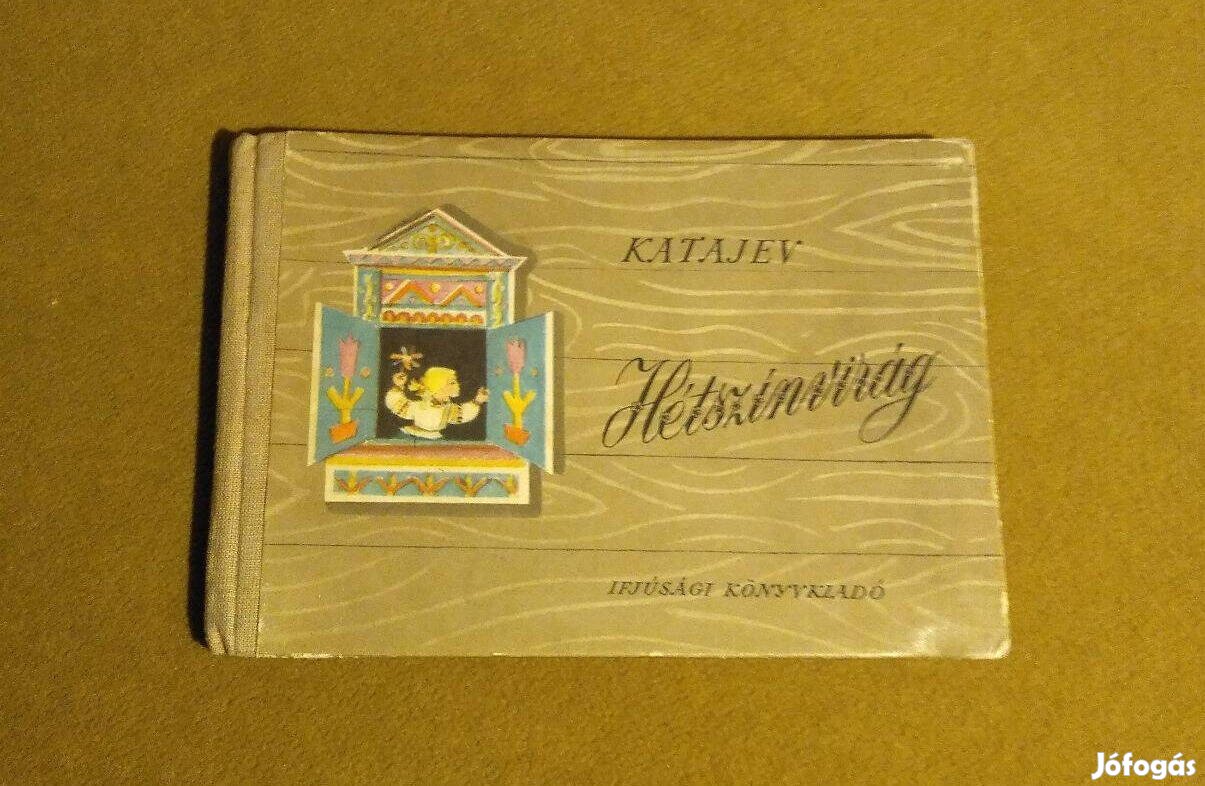 KATAJEV
Hétszínvirág
IFJÚSÁGI KÖNYVKIADÓ
Jófogás